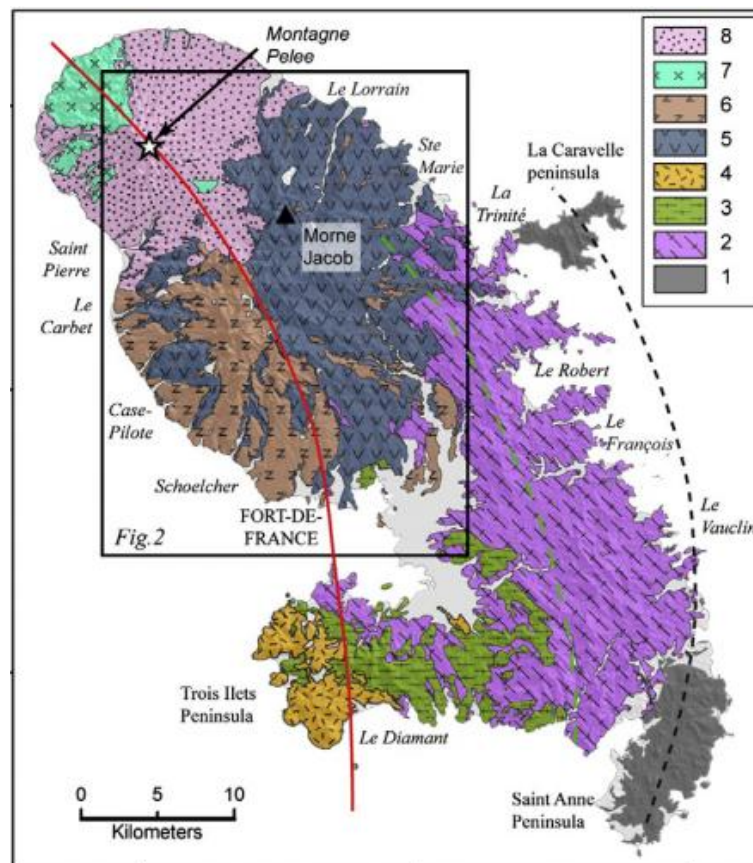 Montagne
Pelee
Le Lorrain
Ste
Marie
La Caravelle
peninsula
La
Trinité
Morne
Jacob
Saint
Pierre
Le
Carbet
Le Robert
Case-
Pilote
Le
François
Schoelcher
Le
Vauclin
FORT-DE-
FRANCE
Fig.2
Trois Ilets
Peninsula
Le Diamant
Saint Anne
Peninsula
0 5 10
Kilometers
8
7
6
5
4
3
2
1